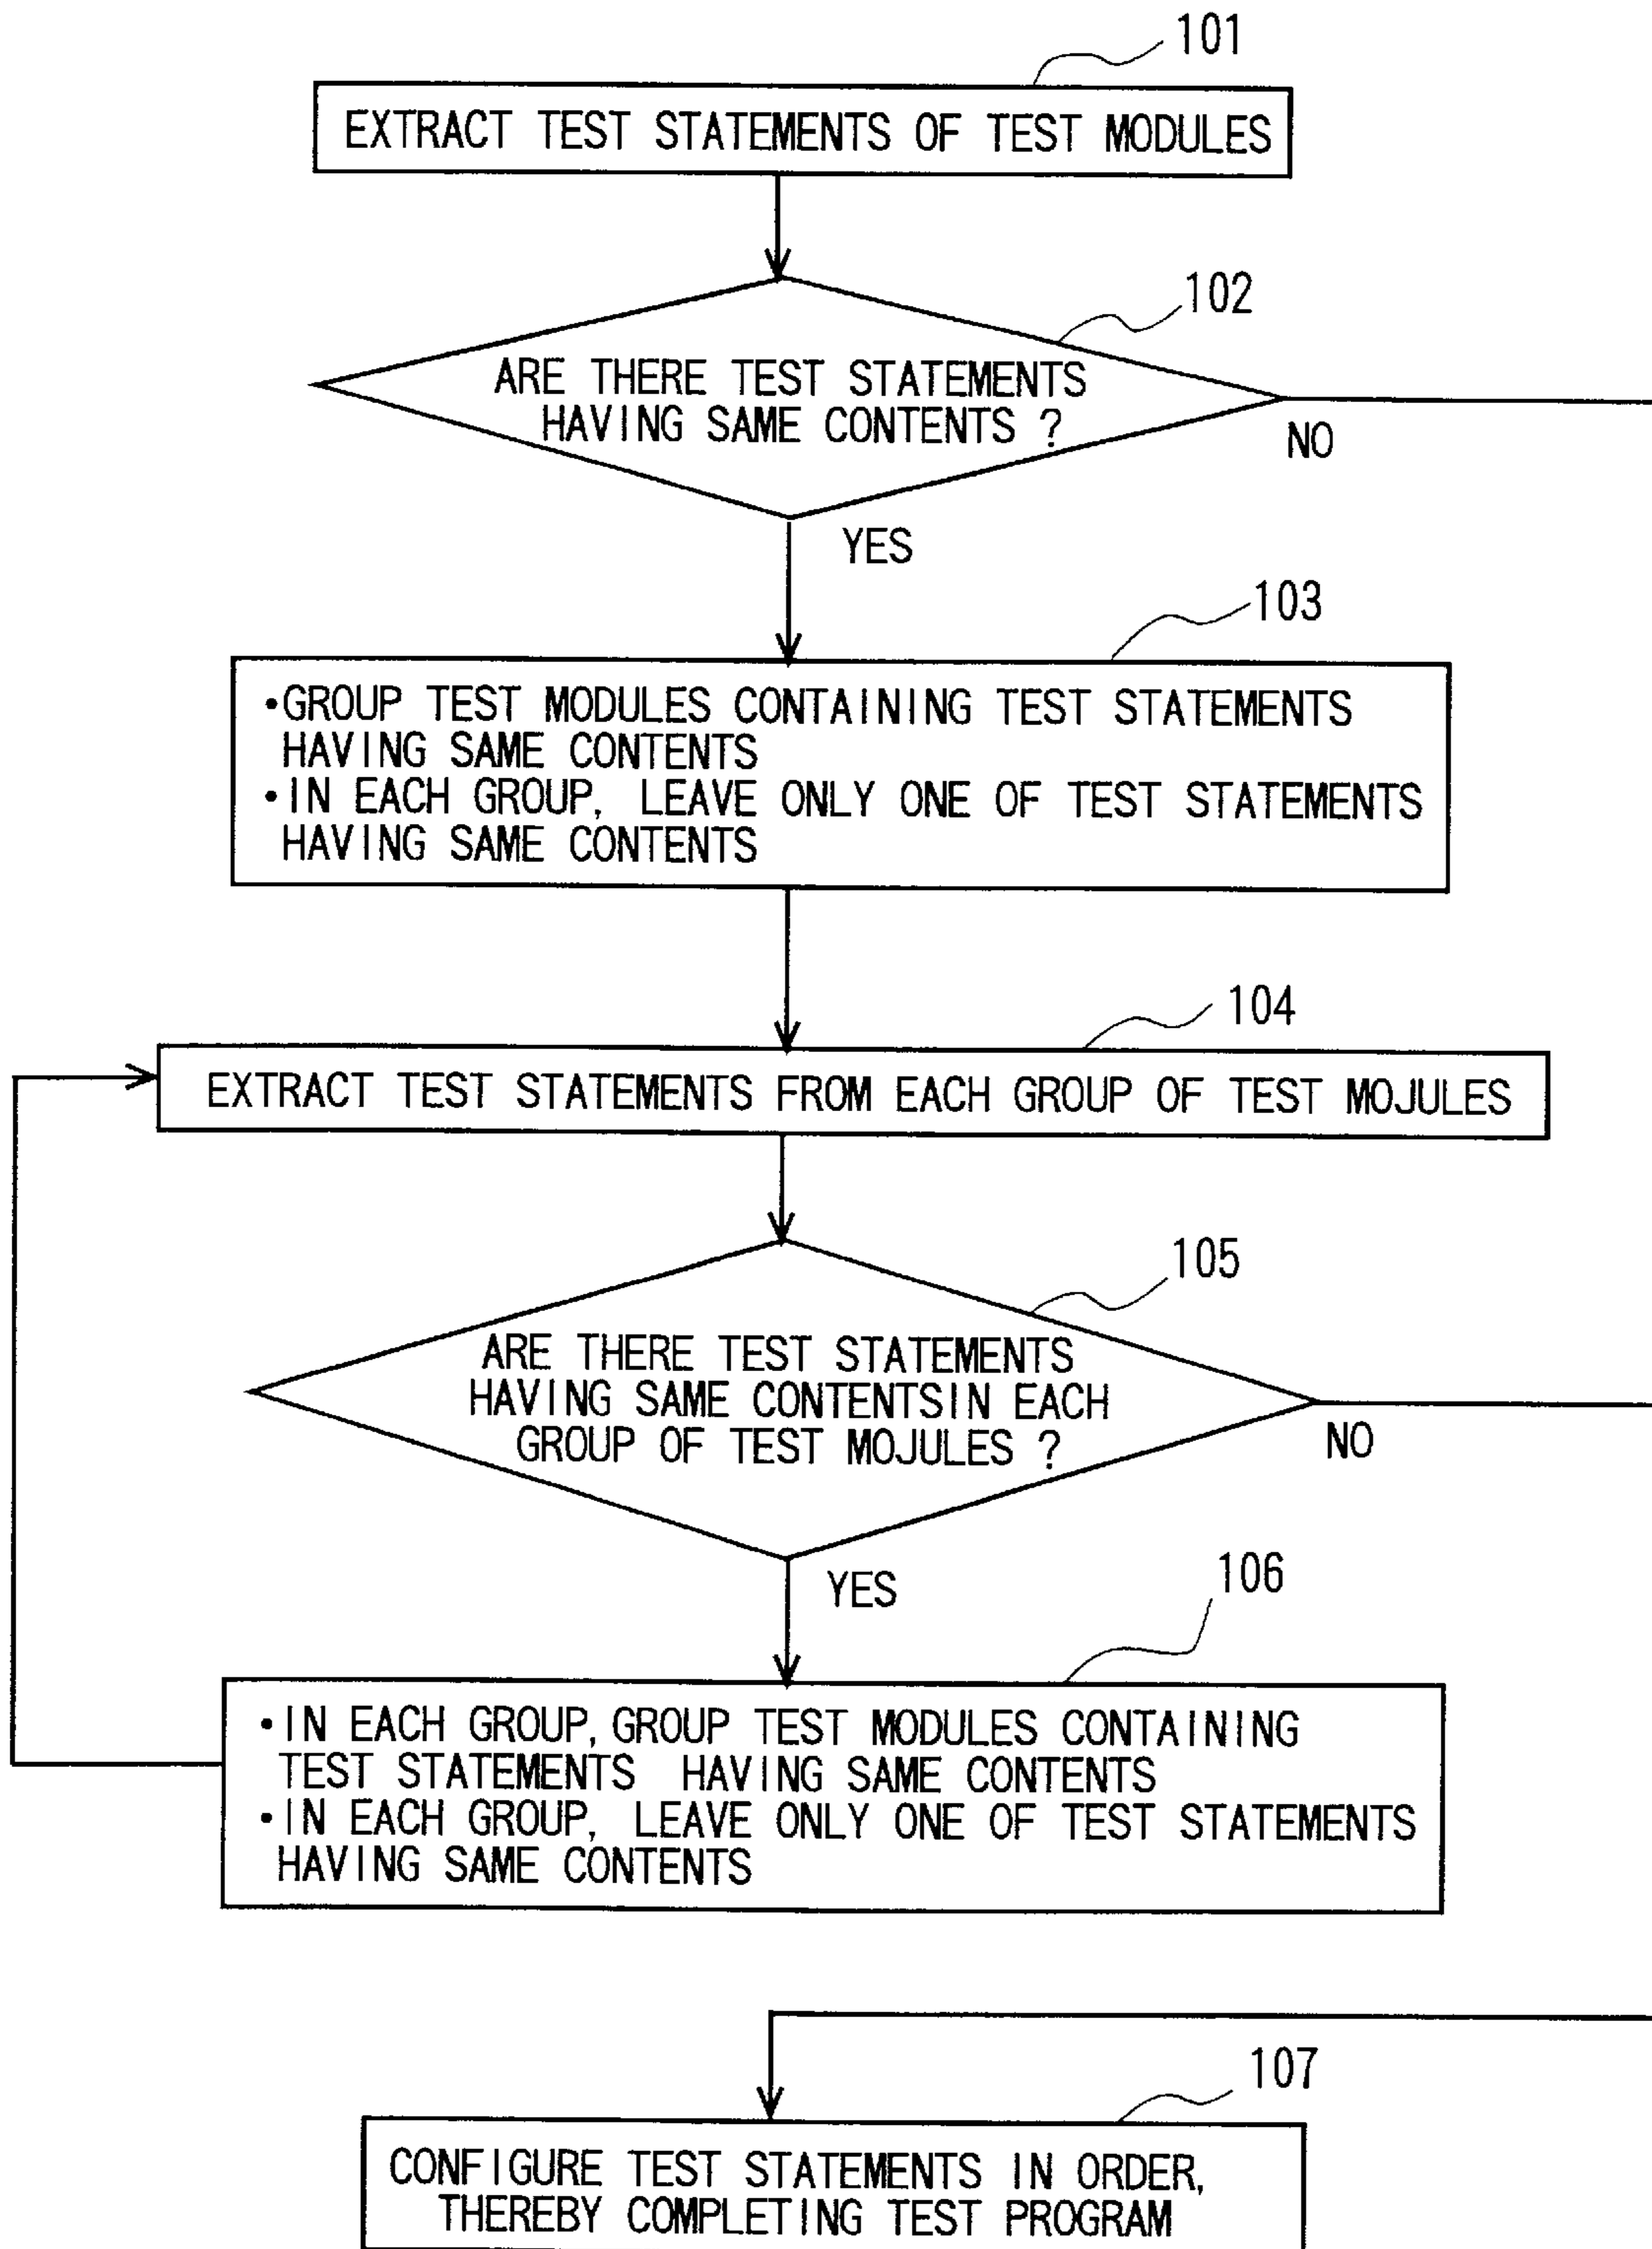 101
EXTRACT TEST STATEMENTS OF TEST MODULES
102
ARE THERE TEST STATEMENTS
HAVING SAME CONTENTS ?
NO
YES
103
•GROUP TEST MODULES CONTAINING TEST STATEMENTS
HAVING SAME CONTENTS
•IN EACH GROUP, LEAVE ONLY ONE OF TEST STATEMENTS
HAVING SAME CONTENTS
104
EXTRACT TEST STATEMENTS FROM EACH GROUP OF TEST MOJULES
105
ARE THERE TEST STATEMENTS
HAVING SAME CONTENTSIN EACH
GROUP OF TEST MOJULES ?
NO
YES
106
•IN EACH GROUP, GROUP TEST MODULES CONTAINING
TEST STATEMENTS HAVING SAME CONTENTS
•IN EACH GROUP, LEAVE ONLY ONE OF TEST STATEMENTS
HAVING SAME CONTENTS
107
CONFIGURE TEST STATEMENTS IN ORDER,
THEREBY COMPLETING TEST PROGRAM